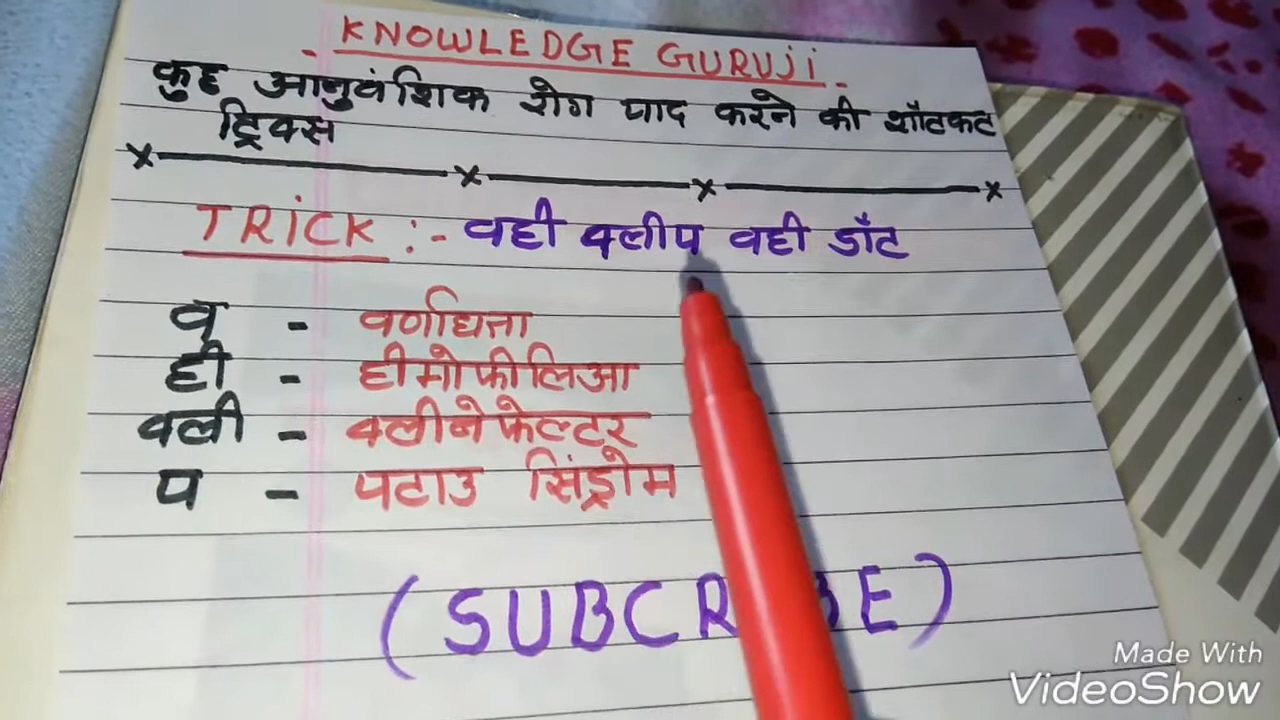 KNOWLEDGE GURUJi
कुछ आनुवंशिक रोग याद करने की शॉटकट
ट्रिक्स
TRiCK :- वही क्लीप वही डॉट
व - वर्णांधता
ही - हीमोफीलिआ
क्ली - क्लीनेफेल्टर
प - पटाउ सिंड्रोम
(SUBCR BE)
Made With
VideoShow